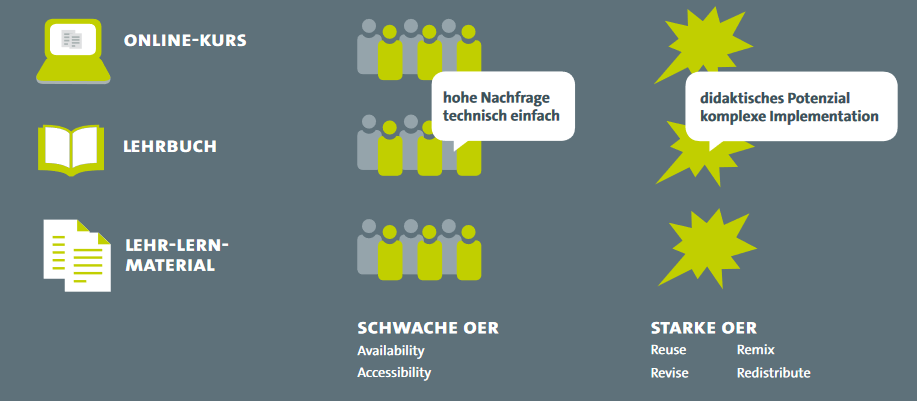 ONLINE-KURS
hohe Nachfrage
technisch einfach
didaktisches Potenzial
komplexe Implementation
LEHRBUCH
LEHR-LERN-
MATERIAL
SCHWACHE OER
Availability
Accessibility
STARKE OER
Reuse Remix
Revise Redistribute